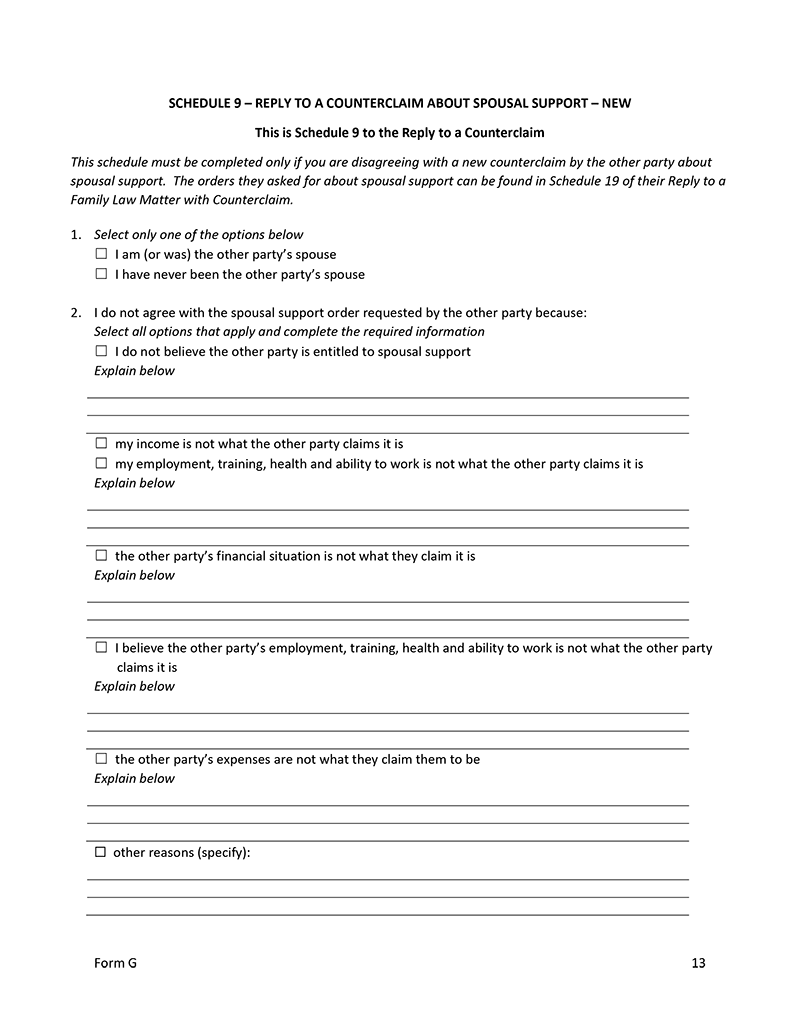 SCHEDULE 9 – REPLY TO A COUNTERCLAIM ABOUT SPOUSAL SUPPORT – NEW
This is Schedule 9 to the Reply to a Counterclaim
This schedule must be completed only if you are disagreeing with a new counterclaim by the other party about
spousal support.  The orders they asked for about spousal support can be found in Schedule 19 of their Reply to a
Family Law Matter with Counterclaim.
1. Select only one of the options below
☐ I am (or was) the other party’s spouse
☐ I have never been the other party’s spouse
2. I do not agree with the spousal support order requested by the other party because:
Select all options that apply and complete the required information
☐ I do not believe the other party is entitled to spousal support
Explain below
☐ my income is not what the other party claims it is
☐ my employment, training, health and ability to work is not what the other party claims it is
Explain below
☐ the other party’s financial situation is not what they claim it is
Explain below
☐ I believe the other party’s employment, training, health and ability to work is not what the other party
claims it is
Explain below
☐ the other party’s expenses are not what they claim them to be
Explain below
☐ other reasons (specify):
Form G 13